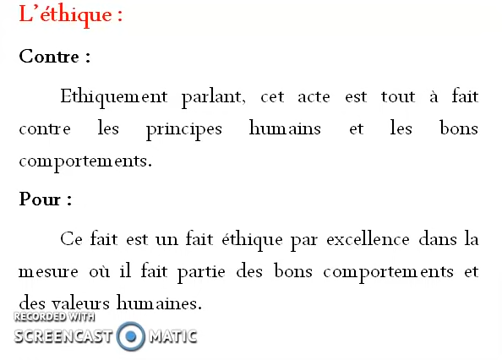 L'éthique :
Contre :
Ethiquement parlant, cet acte est tout à fait
contre les principes humains et les bons
comportements.
Pour :
Ce fait est un fait éthique par excellence dans la
mesure où il fait partie des bons comportements et
des valeurs humaines.
RECORDED WITH
SCREENCAST MATIC